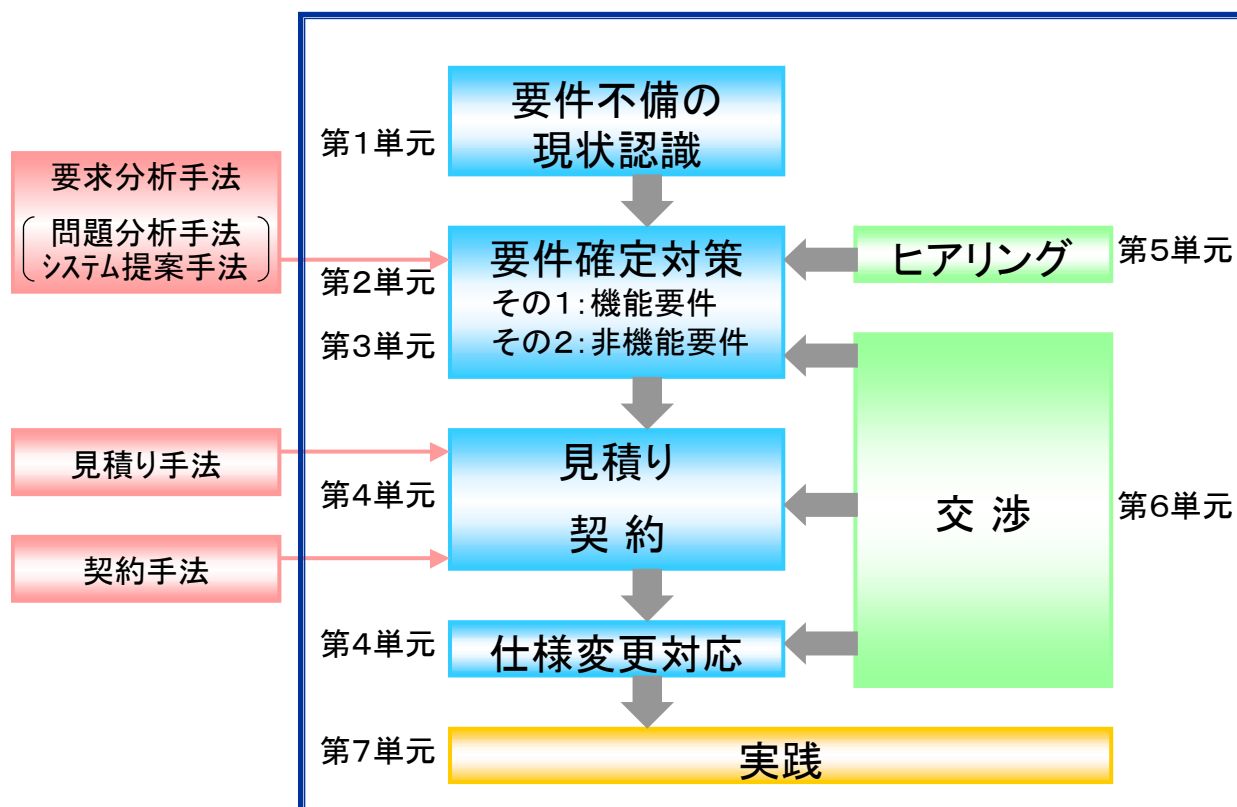 要件不備の
現状認識
第1単元
要求分析手法
問題分析手法
システム提案手法
要件確定対策
その1：機能要件
その2：非機能要件
第2単元
第3単元
ヒアリング
第5単元
見積り手法
見積り
契 約
第4単元
交 渉
第6単元
契約手法
第4単元
仕様変更対応
第7単元
実践